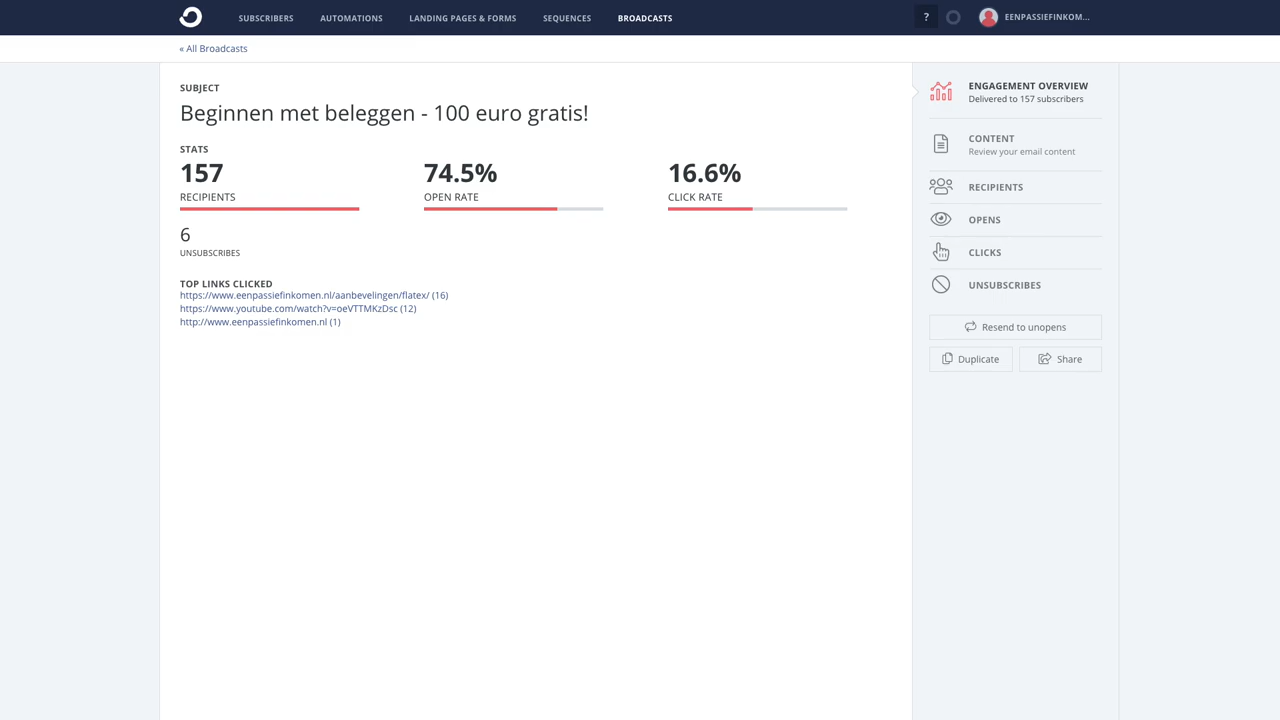 SUBSCRIBERS AUTOMATIONS LANDING PAGES & FORMS SEQUENCES BROADCASTS ? EENPASSIEFINKOM...
« All Broadcasts
SUBJECT
Beginnen met beleggen - 100 euro gratis!
STATS
157 74.5% 16.6%
RECIPIENTS OPEN RATE CLICK RATE
6
UNSUBSCRIBES
TOP LINKS CLICKED
https://www.eenpassiefinkomen.nl/aanbevelingen/flatex/ (16)
https://www.youtube.com/watch?v=oeVTTMKzDsc (12)
http://www.eenpassiefinkomen.nl (1)
ENGAGEMENT OVERVIEW
Delivered to 157 subscribers
CONTENT
Review your email content
RECIPIENTS
OPENS
CLICKS
UNSUBSCRIBES
Resend to unopens
Duplicate Share